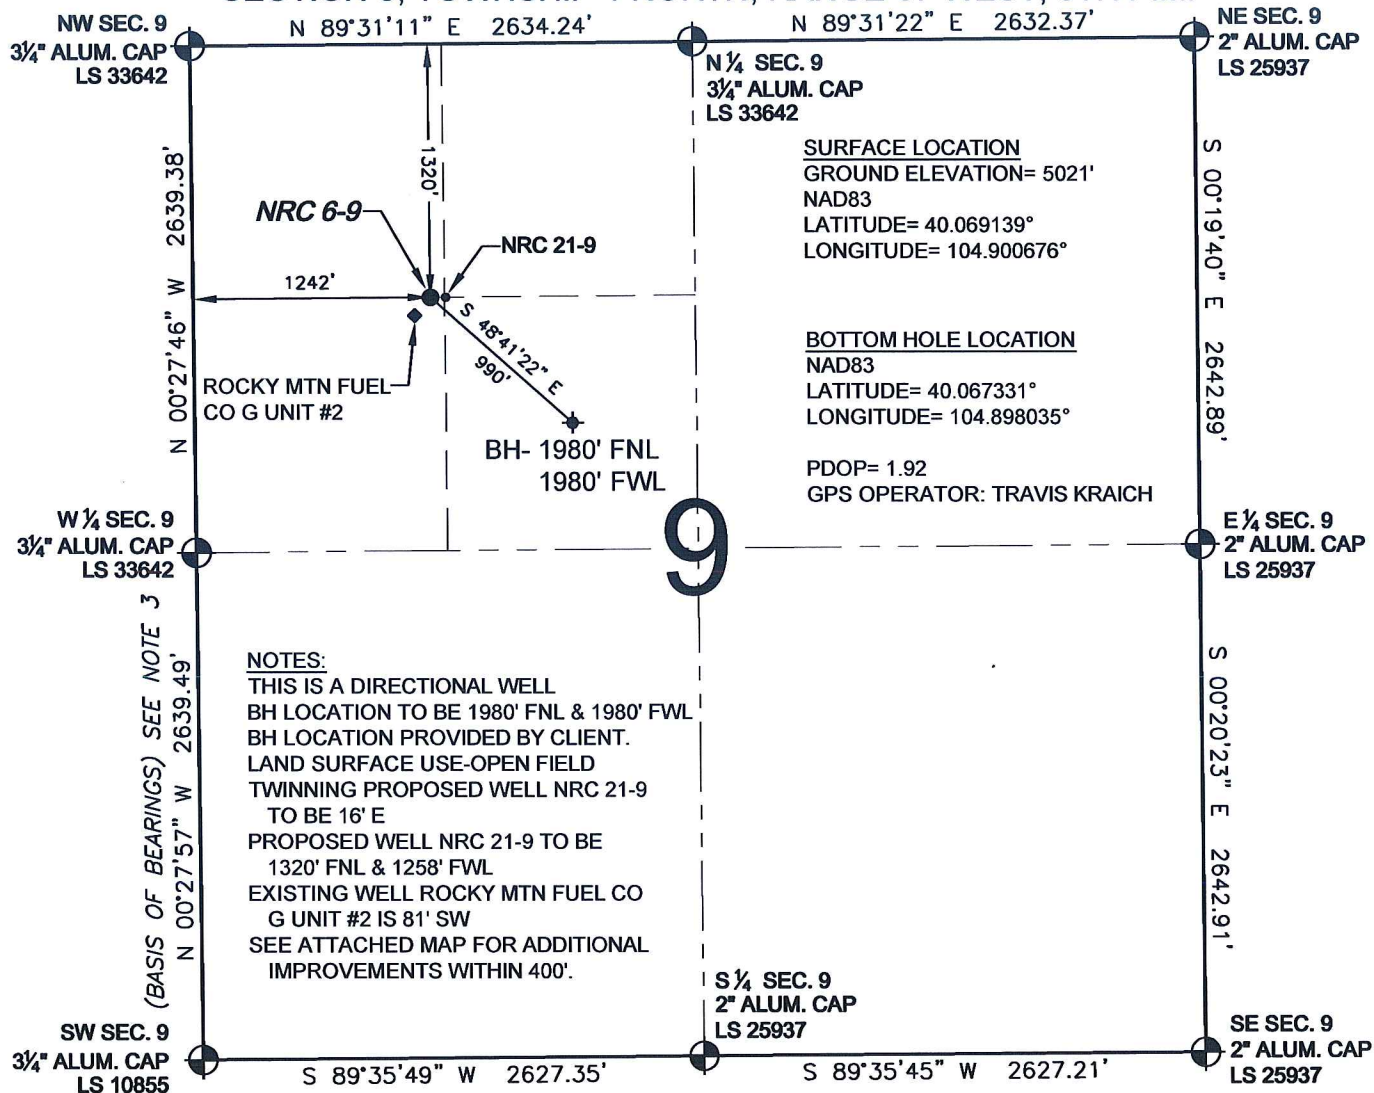 NW SEC. 9
3¼" ALUM. CAP
LS 33642
N 89°31'11" E 2634.24'
N 89°31'22" E 2632.37'
NE SEC. 9
2" ALUM. CAP
LS 25937
N ¼ SEC. 9
3¼" ALUM. CAP
LS 33642
N 00°27'46" W 2639.38'
1320'
NRC 6-9
NRC 21-9
1242'
S 48°41'22" E
990'
ROCKY MTN FUEL
CO G UNIT #2
BH- 1980' FNL
1980' FWL
SURFACE LOCATION
GROUND ELEVATION= 5021'
NAD83
LATITUDE= 40.069139°
LONGITUDE= 104.900676°
BOTTOM HOLE LOCATION
NAD83
LATITUDE= 40.067331°
LONGITUDE= 104.898035°
PDOP= 1.92
GPS OPERATOR: TRAVIS KRAICH
S 00°19'40" E 2642.89'
W ¼ SEC. 9
3¼" ALUM. CAP
LS 33642
9
E ¼ SEC. 9
2" ALUM. CAP
LS 25937
(BASIS OF BEARINGS) SEE NOTE 3
N 00°27'57" W 2639.49'
NOTES:
THIS IS A DIRECTIONAL WELL
BH LOCATION TO BE 1980' FNL & 1980' FWL
BH LOCATION PROVIDED BY CLIENT.
LAND SURFACE USE-OPEN FIELD
TWINNING PROPOSED WELL NRC 21-9
TO BE 16' E
PROPOSED WELL NRC 21-9 TO BE
1320' FNL & 1258' FWL
EXISTING WELL ROCKY MTN FUEL CO
G UNIT #2 IS 81' SW
SEE ATTACHED MAP FOR ADDITIONAL
IMPROVEMENTS WITHIN 400'.
S 00°20'23" E 2642.91'
SW SEC. 9
3¼" ALUM. CAP
LS 10855
S 89°35'49" W 2627.35'
S ¼ SEC. 9
2" ALUM. CAP
LS 25937
S 89°35'45" W 2627.21'
SE SEC. 9
2" ALUM. CAP
LS 25937